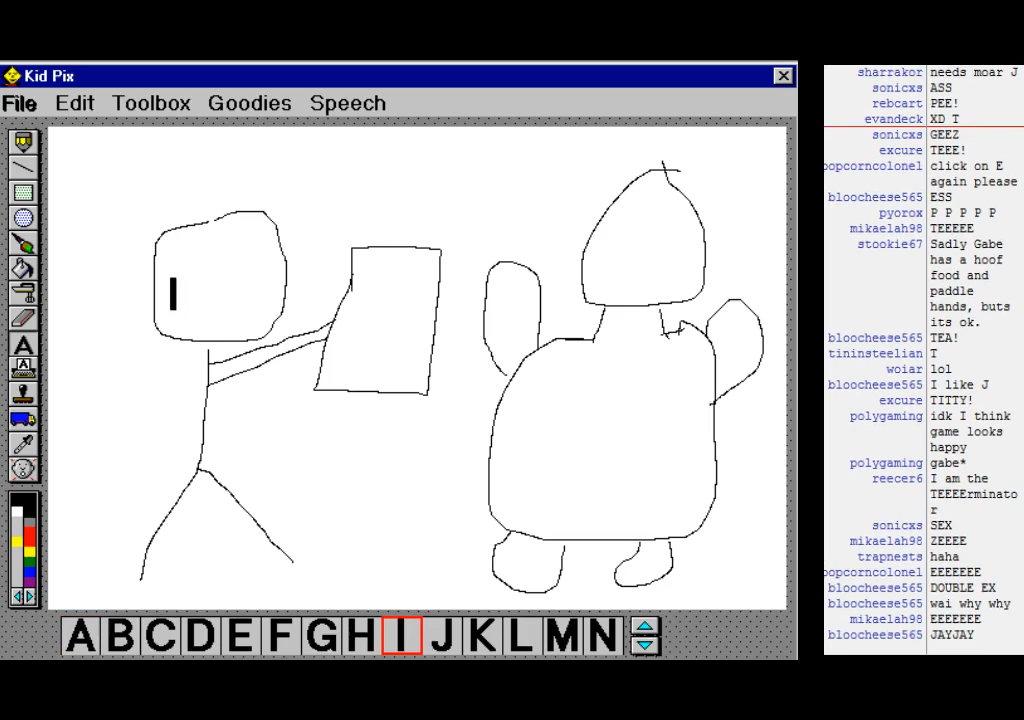 Kid Pix
File Edit Toolbox Goodies Speech
I
A B C D E F G H I J K L M N
sharrakor needs moar J
sonicxs ASS
rebcart PEE!
evandeck XD T
sonicxs GEEZ
excure TEEE!
popcorncolonel click on E
again please
bloocheese565 ESS
pyorox P P P P P
mikaelah98 TEEEEE
stookie67 Sadly Gabe
has a hoof
food and
paddle
hands, buts
its ok.
bloocheese565 TEA!
tininsteelian T
woiar lol
bloocheese565 I like J
excure TITTY!
polygaming idk I think
game looks
happy
polygaming gabe*
reecer6 I am the
TEEEErminato
r
sonicxs SEX
mikaelah98 ZEEEE
trapnests haha
popcorncolonel EEEEEEE
bloocheese565 DOUBLE EX
bloocheese565 wai why why
mikaelah98 EEEEEEE
bloocheese565 JAYJAY